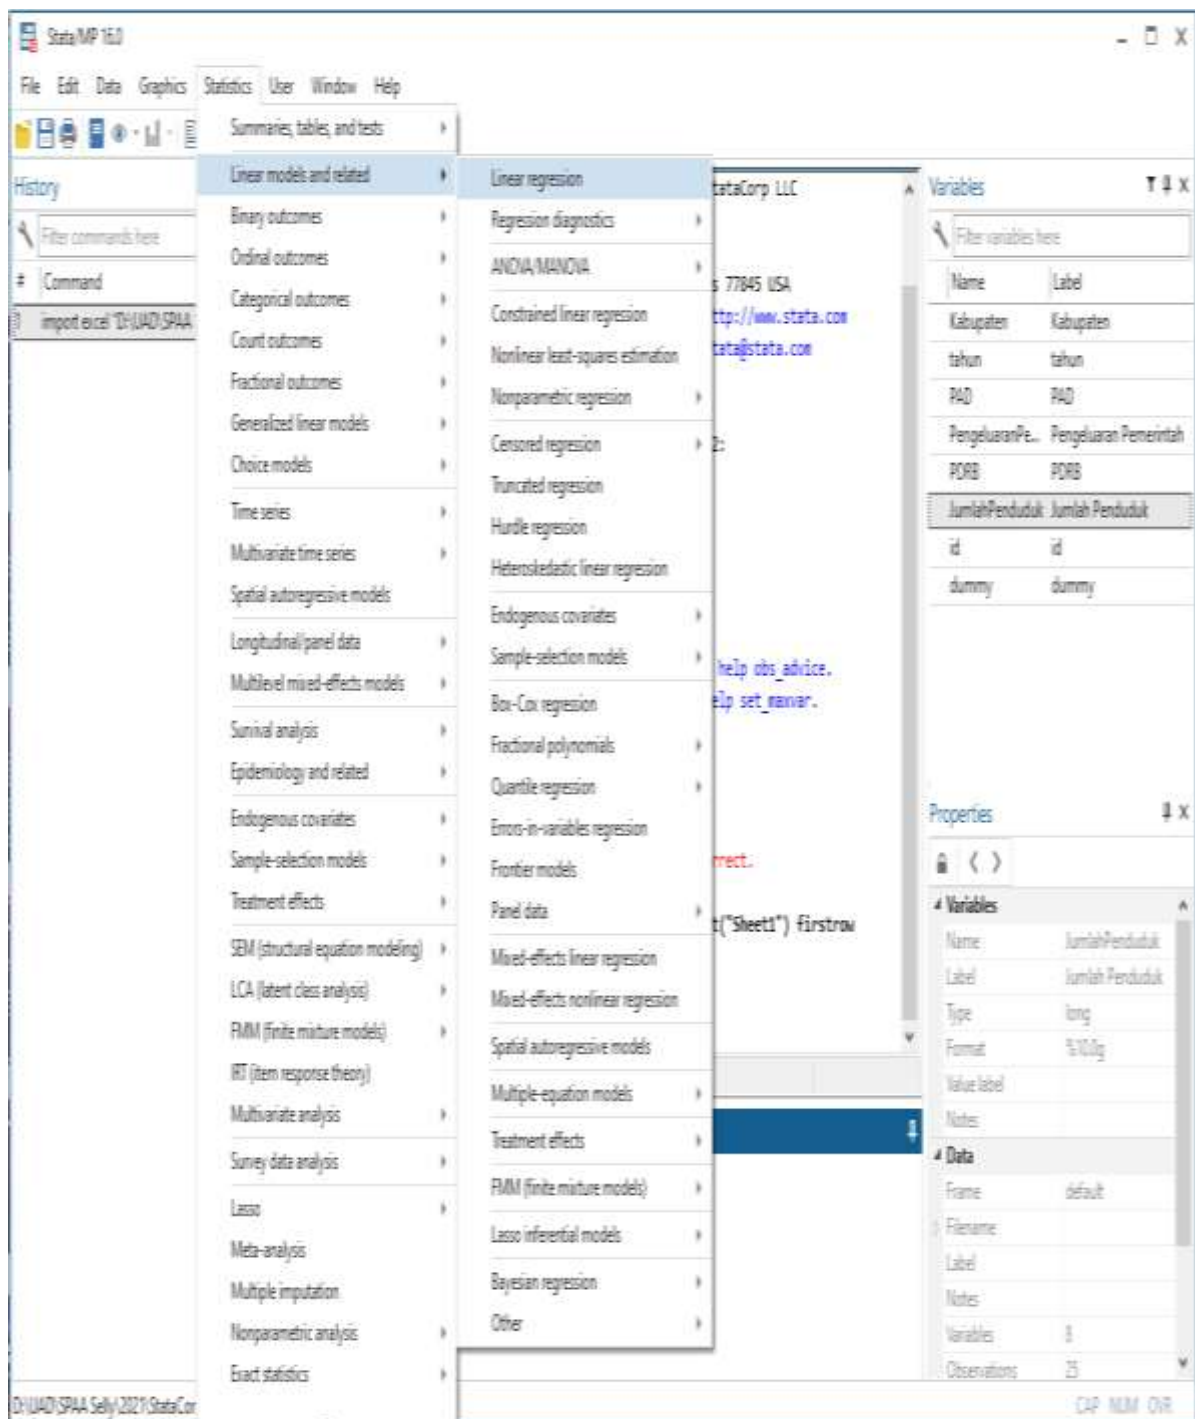 Stata/MP 16.0
File Edit Data Graphics Statistics User Window Help
History
Filter commands here
# Command
1 import excel "D:\UAD\SPAA
Summaries, tables, and tests
Linear models and related
Binary outcomes
Ordinal outcomes
Categorical outcomes
Count outcomes
Fractional outcomes
Generalized linear models
Choice models
Time series
Multivariate time series
Spatial autoregressive models
Longitudinal/panel data
Multilevel mixed-effects models
Survival analysis
Epidemiology and related
Endogenous covariates
Sample-selection models
Treatment effects
SEM (structural equation modeling)
LCA (latent class analysis)
FMM (finite mixture models)
IRT (item response theory)
Multivariate analysis
Survey data analysis
Lasso
Meta-analysis
Multiple imputation
Nonparametric analysis
Exact statistics
Linear regression
Regression diagnostics
ANOVA/MANOVA
Constrained linear regression
Nonlinear least-squares estimation
Nonparametric regression
Censored regression
Truncated regression
Hurdle regression
Heteroskedastic linear regression
Endogenous covariates
Sample-selection models
Box-Cox regression
Fractional polynomials
Quartile regression
Errors-in-variables regression
Frontier models
Panel data
Mixed-effects linear regression
Mixed-effects nonlinear regression
Spatial autoregressive models
Multiple-equation models
Treatment effects
FMM (finite mixture models)
Lasso inferential models
Bayesian regression
Other
tataCorp LLC
s 77845 USA
ttp://www.stata.com
tata@stata.com
2:
help obs_advice.
elp set_maxvar.
rrect.
t("Sheet1") firstrow
Variables
Filter variables here
Name Label
Kabupaten Kabupaten
tahun tahun
PAD PAD
PengeluaranPe... Pengeluaran Pemerintah
PDRB PDRB
JumlahPenduduk Jumlah Penduduk
id id
dummy dummy
Properties
Variables
Name JumlahPenduduk
Label Jumlah Penduduk
Type long
Format %10.0g
Value label
Notes
Data
Frame default
Filename
Label
Notes
Variables 8
Observations 25
D:\UAD\SPAA Selly\2021\StataCor
CAP NUM OVR